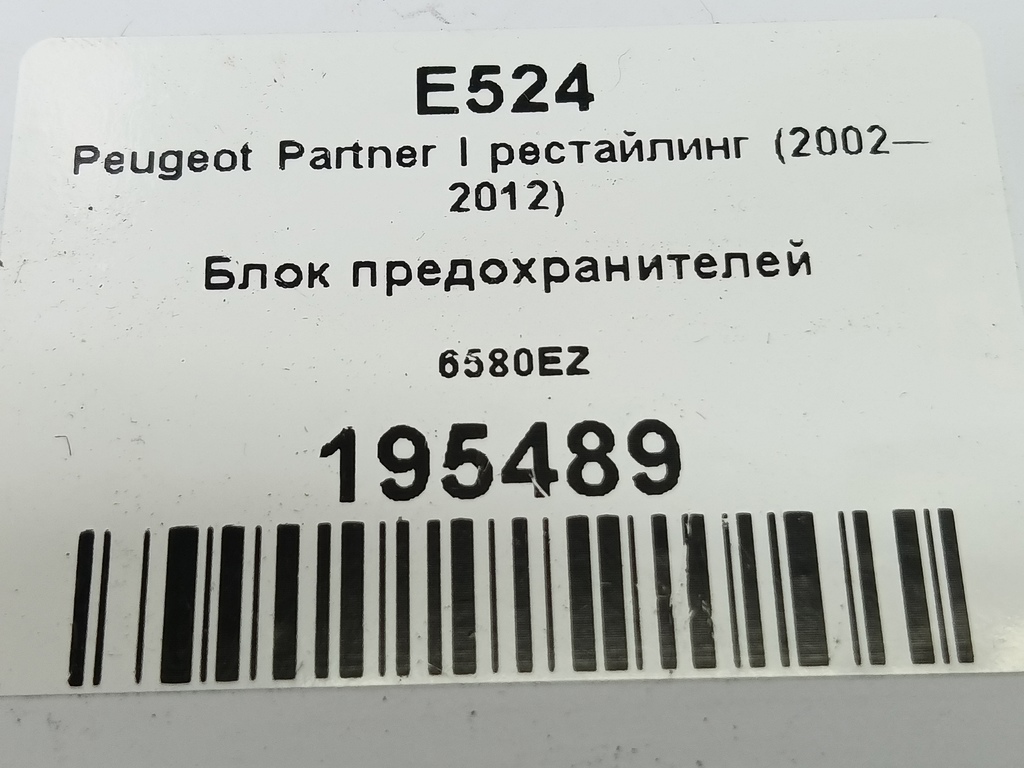 E524
Peugeot Partner I рестайлинг (2002—
2012)
Блок предохранителей
6580EZ
195489